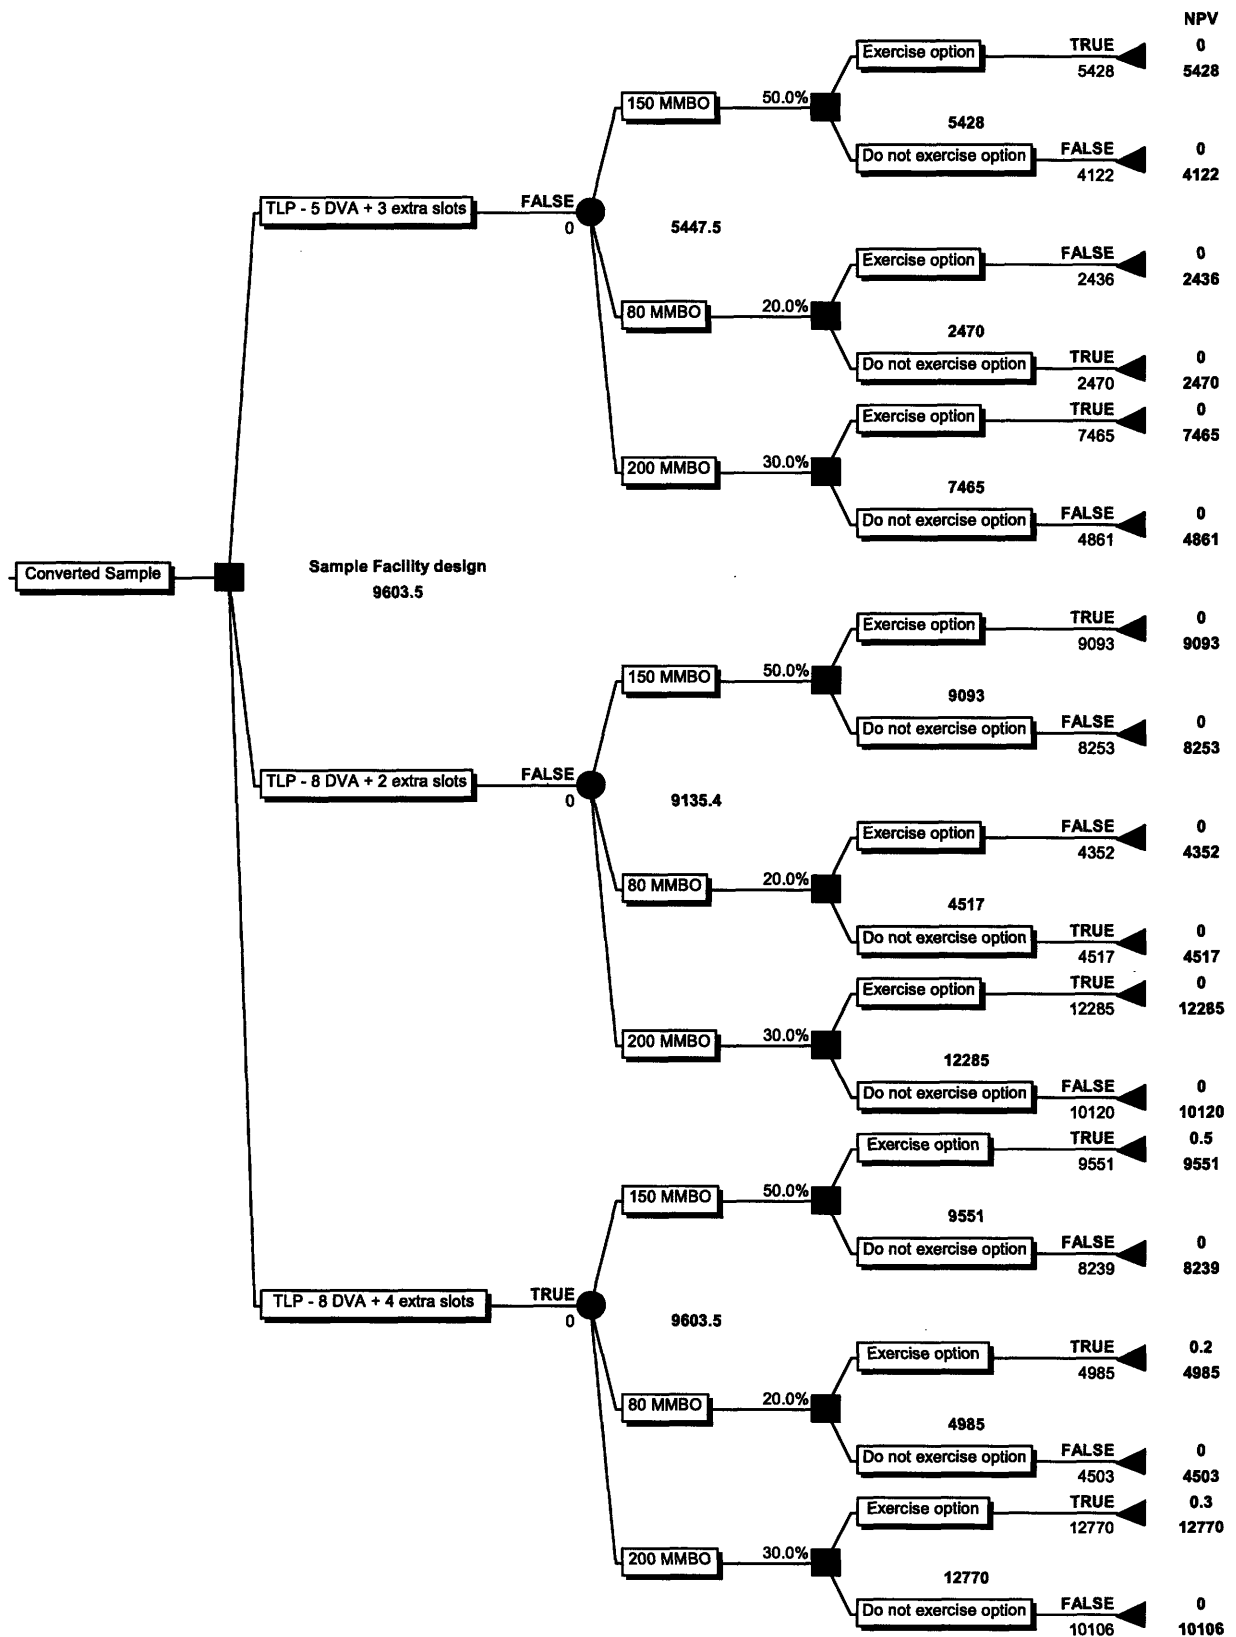 NPV
Exercise option TRUE 0
5428 5428
150 MMBO 50.0%
5428
Do not exercise option FALSE 0
4122 4122
TLP - 5 DVA + 3 extra slots FALSE
0 5447.5
Exercise option FALSE 0
2436 2436
80 MMBO 20.0%
2470
Do not exercise option TRUE 0
2470 2470
Exercise option TRUE 0
7465 7465
200 MMBO 30.0%
7465
Do not exercise option FALSE 0
4861 4861
Converted Sample Sample Facility design
9603.5
Exercise option TRUE 0
9093 9093
150 MMBO 50.0%
9093
Do not exercise option FALSE 0
8253 8253
TLP - 8 DVA + 2 extra slots FALSE
0 9135.4
Exercise option FALSE 0
4352 4352
80 MMBO 20.0%
4517
Do not exercise option TRUE 0
4517 4517
Exercise option TRUE 0
12285 12285
200 MMBO 30.0%
12285
Do not exercise option FALSE 0
10120 10120
Exercise option TRUE 0.5
9551 9551
150 MMBO 50.0%
9551
Do not exercise option FALSE 0
8239 8239
TLP - 8 DVA + 4 extra slots TRUE
0 9603.5
Exercise option TRUE 0.2
4985 4985
80 MMBO 20.0%
4985
Do not exercise option FALSE 0
4503 4503
Exercise option TRUE 0.3
12770 12770
200 MMBO 30.0%
12770
Do not exercise option FALSE 0
10106 10106